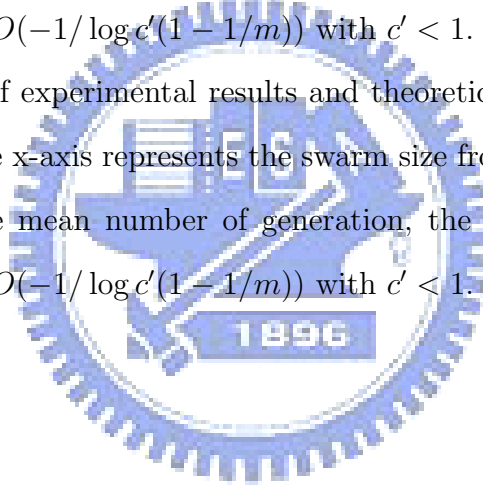 O(−1/ log c′(1 − 1/m)) with c′ < 1.
f experimental results and theoretic
e x-axis represents the swarm size fro
e mean number of generation, the
O(−1/ log c′(1 − 1/m)) with c′ < 1.
1896